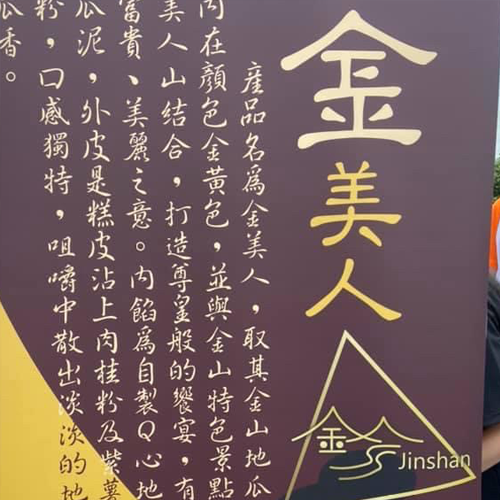 金美人
產品名為金美人，取其金山地瓜
內在顏色金黃色，並與金山特色景點
美人山結合，打造尊皇般的饗宴，有
富貴、美麗之意。內餡為自製Q心地
瓜泥，外皮是糕皮沾上肉桂粉及紫薯
粉，口感獨特，咀嚼中散出淡淡的地
瓜香。
金山
Jinshan